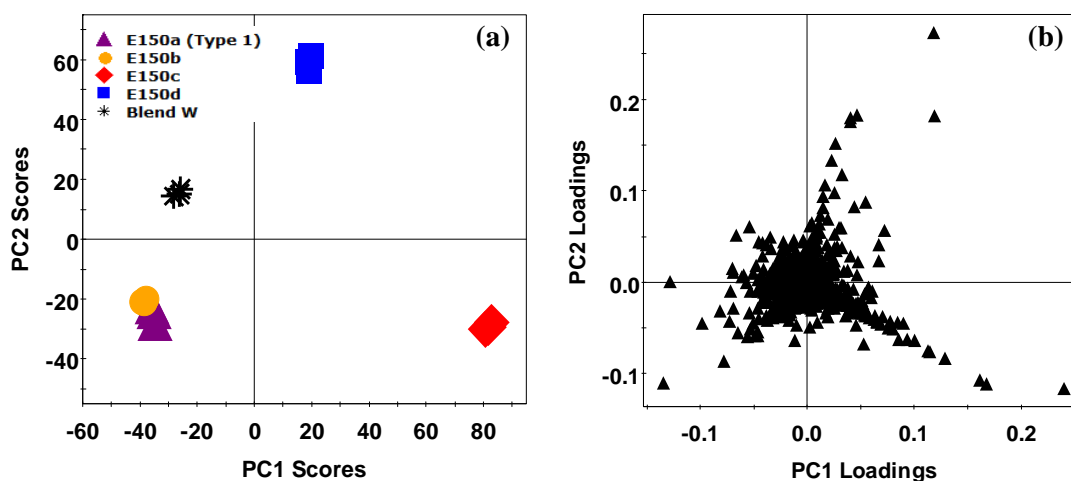 (a)
E150a (Type 1)
E150b
E150c
E150d
Blend W
60
40
20
0
-20
-40
-60 -40 -20 0 20 40 60 80
PC2 Scores
PC1 Scores
(b)
0.2
0.1
0.0
-0.1
-0.1 0.0 0.1 0.2
PC2 Loadings
PC1 Loadings